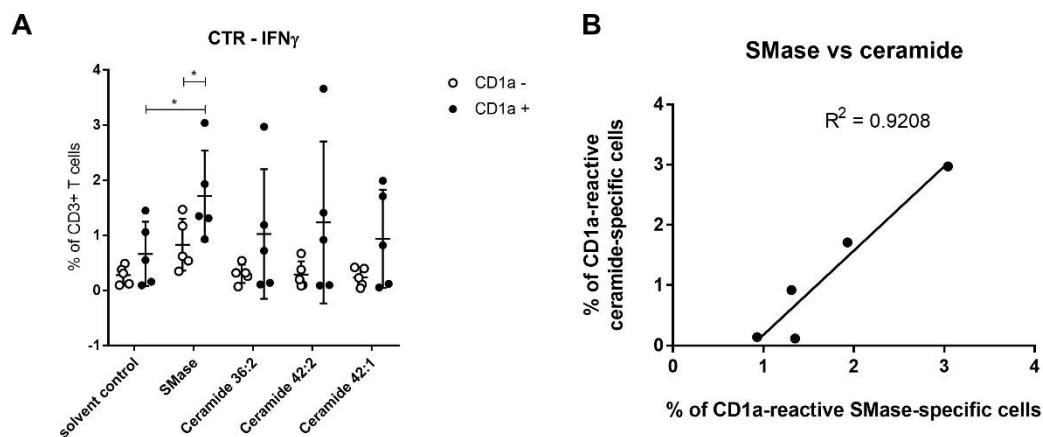 A
CTR - IFNγ
% of CD3+ T cells
4
3
2
1
0
-1
*
*
solvent control
SMase
Ceramide 36:2
Ceramide 42:2
Ceramide 42:1
CD1a -
CD1a +
B
SMase vs ceramide
R² = 0.9208
% of CD1a-reactive
ceramide-specific cells
4
3
2
1
0
0 1 2 3 4
% of CD1a-reactive SMase-specific cells